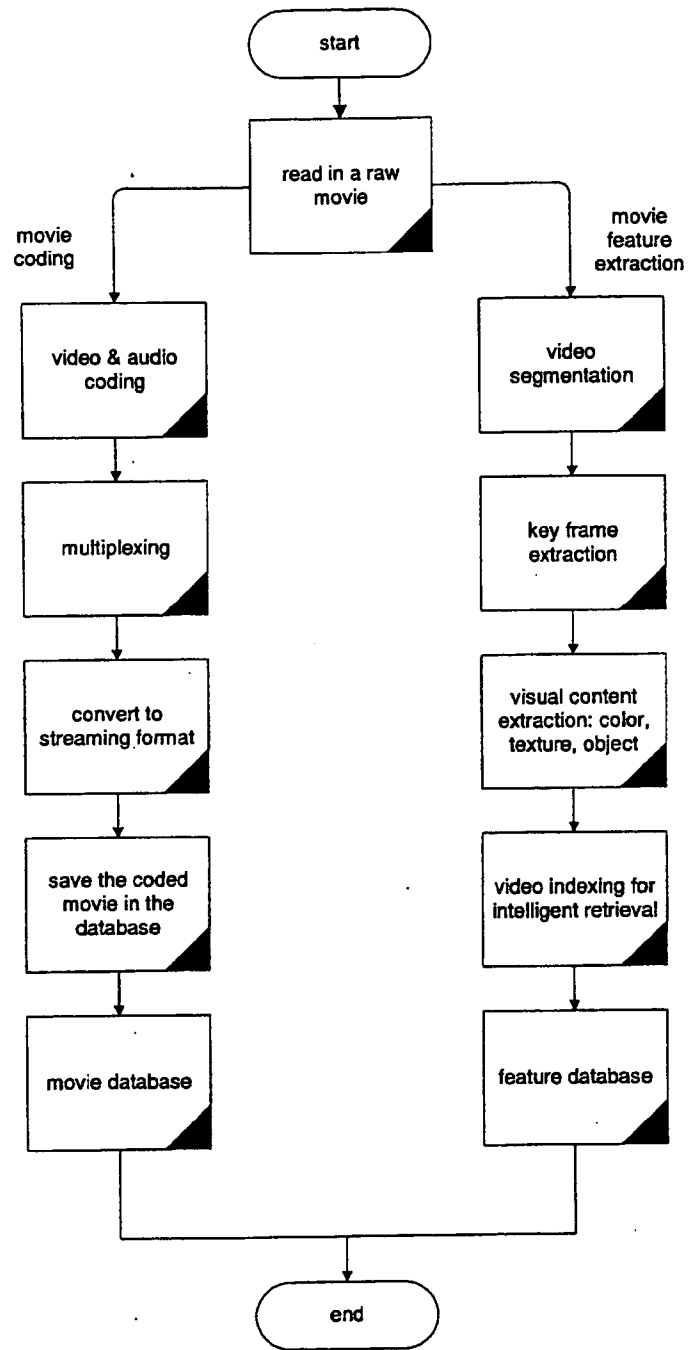 start
read in a raw
movie
movie
coding
movie
feature
extraction
video & audio
coding
multiplexing
convert to
streaming format
save the coded
movie in the
database
movie database
video
segmentation
key frame
extraction
visual content
extraction: color,
texture, object
video indexing for
intelligent retrieval
feature database
end